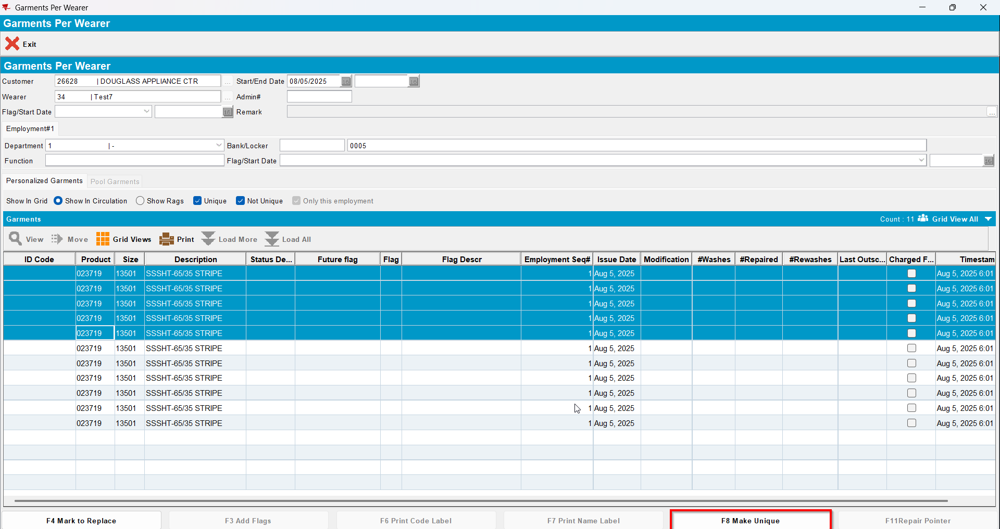 Garments Per Wearer
Garments Per Wearer
Exit
Garments Per Wearer
Customer 26628 | DOUGLASS APPLIANCE CTR ... Start/End Date 08/05/2025 16 16
Wearer 34 | Test7 ... Admin#
Flag/Start Date 16 Remark ...
Employment#1
Department 1 | - Bank/Locker 0005
Function Flag/Start Date 16
Personalized Garments Pool Garments
Show In Grid Show In Circulation Show Rags Unique Not Unique Only this employment
Garments Count : 11 Grid View All
View Move Grid Views Print Load More Load All
ID Code Product Size Description Status De... Future flag Flag Flag Descr Employment Seq# Issue Date Modification #Washes #Repaired #Rewashes Last Outsc... Charged F... Timestam
023719 13501 SSSHT-65/35 STRIPE 1 Aug 5, 2025 Aug 5, 2025 6:01
023719 13501 SSSHT-65/35 STRIPE 1 Aug 5, 2025 Aug 5, 2025 6:01
023719 13501 SSSHT-65/35 STRIPE 1 Aug 5, 2025 Aug 5, 2025 6:01
023719 13501 SSSHT-65/35 STRIPE 1 Aug 5, 2025 Aug 5, 2025 6:01
023719 13501 SSSHT-65/35 STRIPE 1 Aug 5, 2025 Aug 5, 2025 6:01
023719 13501 SSSHT-65/35 STRIPE 1 Aug 5, 2025 Aug 5, 2025 6:01
023719 13501 SSSHT-65/35 STRIPE 1 Aug 5, 2025 Aug 5, 2025 6:01
023719 13501 SSSHT-65/35 STRIPE 1 Aug 5, 2025 Aug 5, 2025 6:01
023719 13501 SSSHT-65/35 STRIPE 1 Aug 5, 2025 Aug 5, 2025 6:01
023719 13501 SSSHT-65/35 STRIPE 1 Aug 5, 2025 Aug 5, 2025 6:01
023719 13501 SSSHT-65/35 STRIPE 1 Aug 5, 2025 Aug 5, 2025 6:01
F4 Mark to Replace F3 Add Flags F6 Print Code Label F7 Print Name Label F8 Make Unique F11Repair Pointer